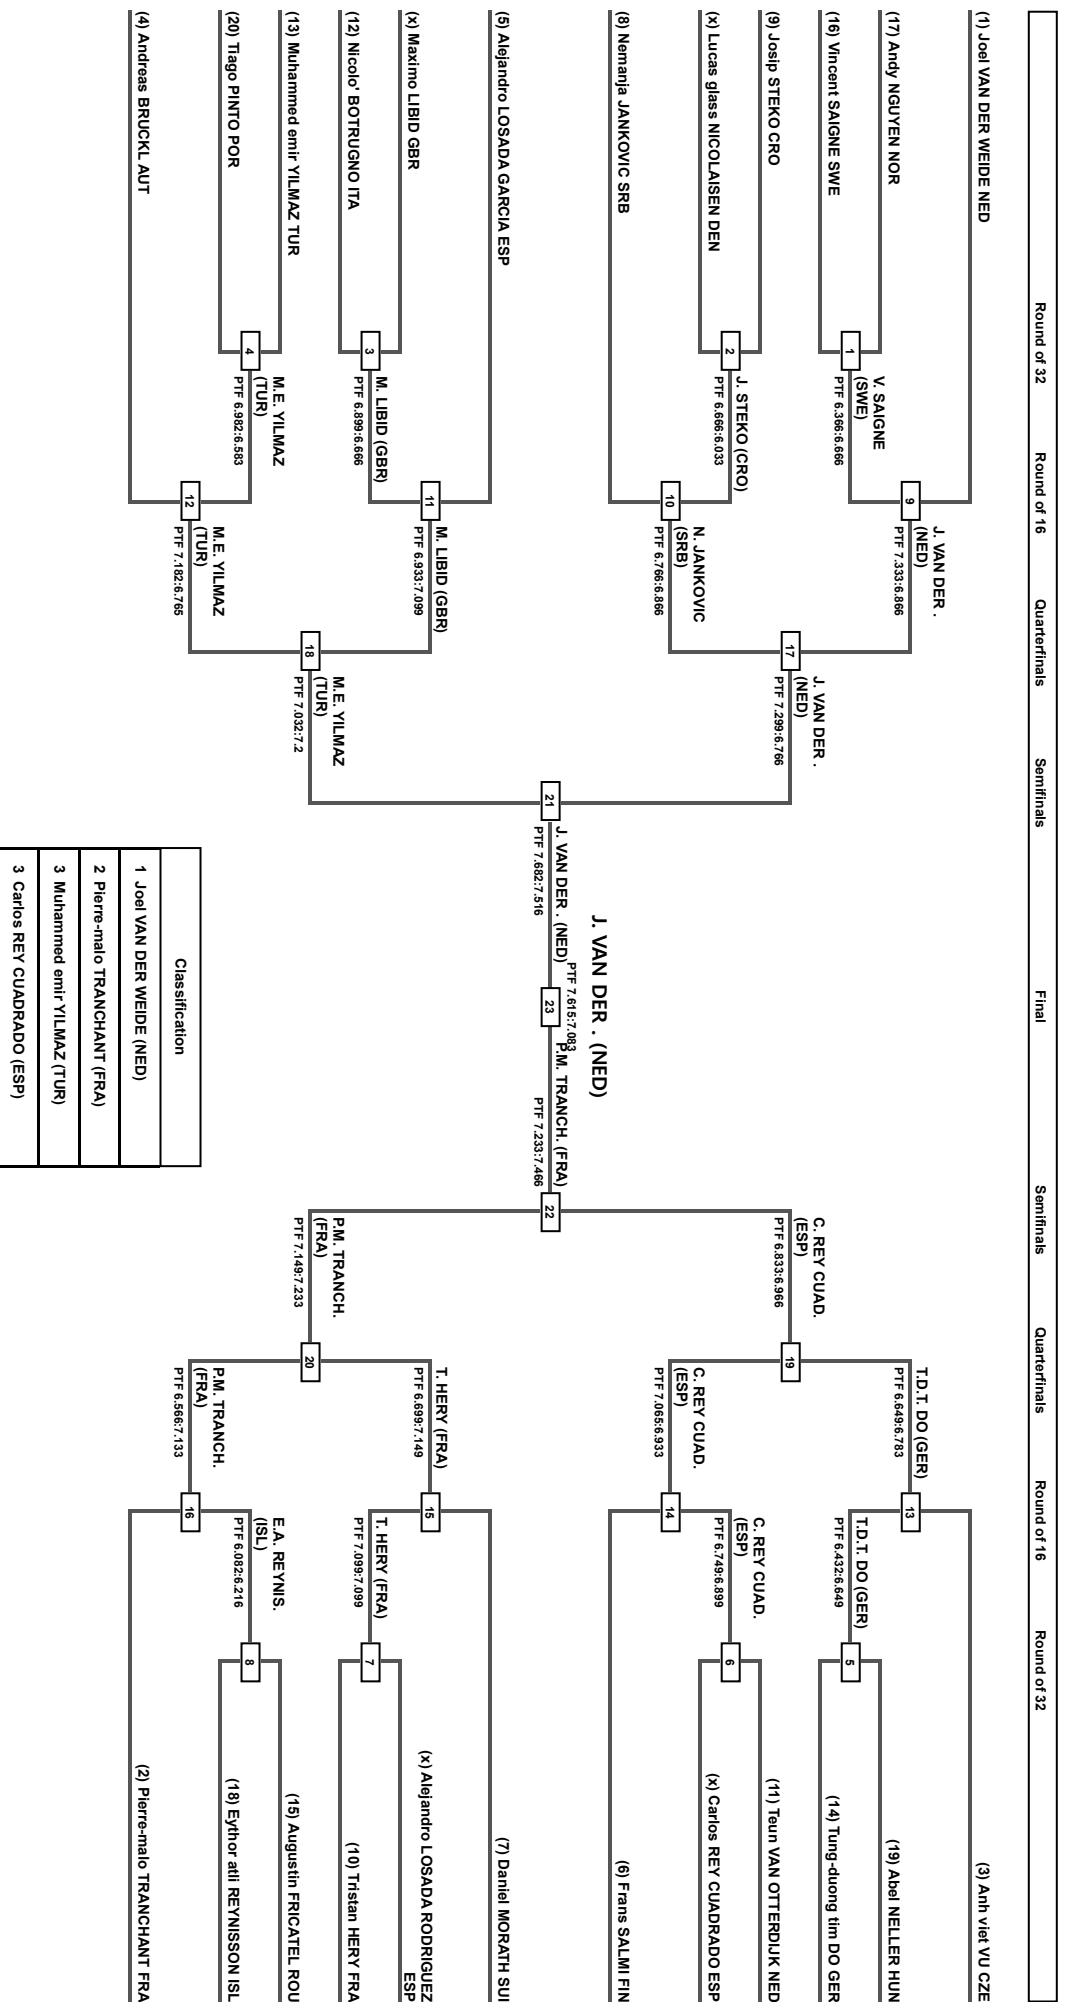 Round of 32
Round of 16
Quarterfinals
Semifinals
Final
Semifinals
Quarterfinals
Round of 16
Round of 32
(1) Joel VAN DER WEIDE NED
(17) Andy NGUYEN NOR
(16) Vincent SAIGNE SWE
(9) Josip STEKO CRO
(x) Lucas glass NICOLAISEN DEN
(8) Nemanja JANKOVIC SRB
(5) Alejandro LOSADA GARCIA ESP
(x) Maximo LIBID GBR
(12) Nicolo' BOTRUGNO ITA
(13) Muhammed emir YILMAZ TUR
(20) Tiago PINTO POR
(4) Andreas BRUCKL AUT
1
V. SAIGNE
(SWE)
PTF 6.366:6.666
2
J. STEKO (CRO)
PTF 6.666:6.033
3
M. LIBID (GBR)
PTF 6.899:6.666
4
M.E. YILMAZ
(TUR)
PTF 6.982:6.583
9
J. VAN DER .
(NED)
PTF 7.333:6.866
10
N. JANKOVIC
(SRB)
PTF 6.766:6.866
11
M. LIBID (GBR)
PTF 6.933:7.099
12
M.E. YILMAZ
(TUR)
PTF 7.182:6.765
17
J. VAN DER .
(NED)
PTF 7.299:6.766
18
M.E. YILMAZ
(TUR)
PTF 7.032:7.2
21
J. VAN DER . (NED)
PTF 7.682:7.516
J. VAN DER . (NED)
PTF 7.615:7.083
23
P.M. TRANCH. (FRA)
PTF 7.233:7.466
22
C. REY CUAD.
(ESP)
PTF 6.833:6.966
P.M. TRANCH.
(FRA)
PTF 7.149:7.233
19
20
T.D.T. DO (GER)
PTF 6.649:6.783
C. REY CUAD.
(ESP)
PTF 7.065:6.933
T. HERY (FRA)
PTF 6.699:7.149
P.M. TRANCH.
(FRA)
PTF 6.566:7.133
13
14
15
16
T.D.T. DO (GER)
PTF 6.432:6.649
C. REY CUAD.
(ESP)
PTF 6.749:6.899
T. HERY (FRA)
PTF 7.099:7.099
E.A. REYNIS.
(ISL)
PTF 6.082:6.216
5
6
7
8
(3) Anh viet VU CZE
(19) Abel NELLER HUN
(14) Tung-duong tim DO GER
(11) Teun VAN OTTERDIJK NED
(x) Carlos REY CUADRADO ESP
(6) Frans SALMI FIN
(7) Daniel MORATH SUI
(x) Alejandro LOSADA RODRIGUEZ
ESP
(10) Tristan HERY FRA
(15) Augustin FRICATEL ROU
(18) Eythor atli REYNISSON ISL
(2) Pierre-malo TRANCHANT FRA
Classification
1 Joel VAN DER WEIDE (NED)
2 Pierre-malo TRANCHANT (FRA)
3 Muhammed emir YILMAZ (TUR)
3 Carlos REY CUADRADO (ESP)